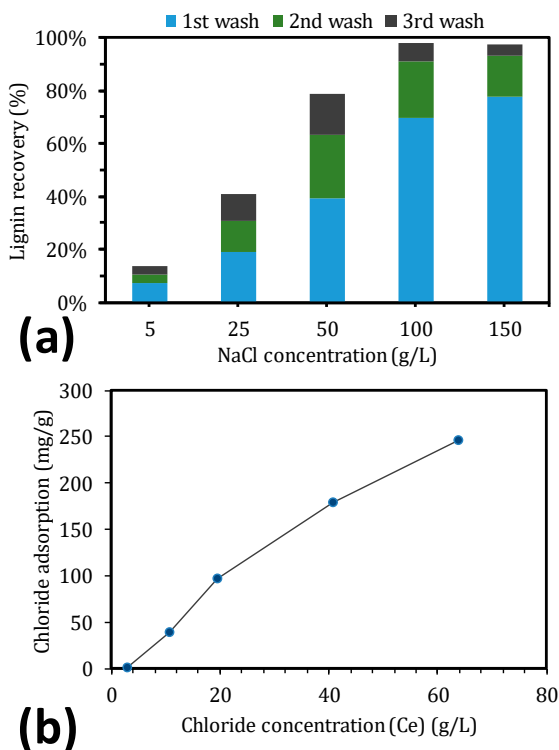 1st wash 2nd wash 3rd wash
100%
80%
60%
40%
20%
0%
Lignin recovery (%)
5 25 50 100 150
NaCl concentration (g/L)
(a)
300
250
200
150
100
50
0
Chloride adsorption (mg/g)
0 20 40 60 80
Chloride concentration (Ce) (g/L)
(b)